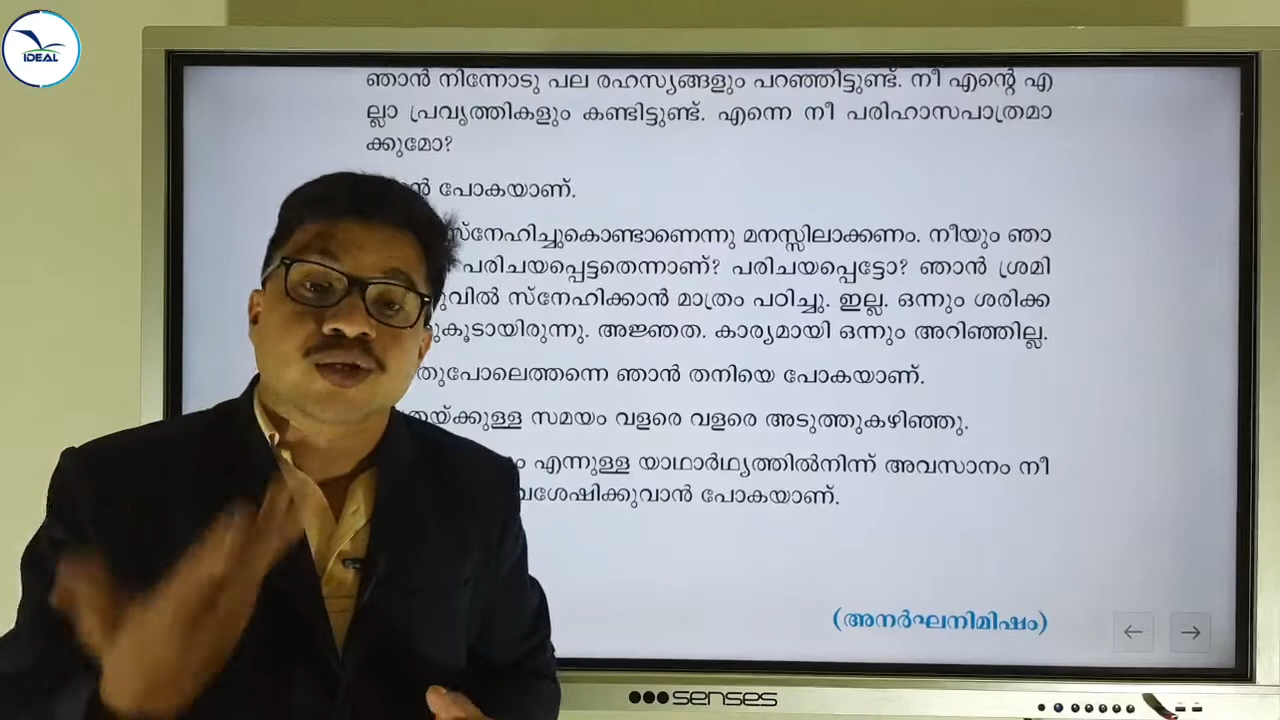 IDEAL
ഞാൻ നിന്നോടു പല രഹസ്യങ്ങളും പറഞ്ഞിട്ടുണ്ട്. നീ എന്റെ എ
ല്ലാ പ്രവൃത്തികളും കണ്ടിട്ടുണ്ട്. എന്നെ നീ പരിഹാസപാത്രമാ
ക്കുമോ?
പോകയാണ്.
സ്നേഹിച്ചുകൊണ്ടാണെന്നു മനസ്സിലാക്കണം. നീയും ഞാ
പരിചയപ്പെട്ടതെന്നാണ്? പരിചയപ്പെട്ടോ? ഞാൻ ശ്രമി
സ്നേഹിക്കാൻ മാത്രം പഠിച്ചു. ഇല്ല. ഒന്നും ശരിക്ക
അജ്ഞത. കാര്യമായി ഒന്നും അറിഞ്ഞില്ല.
ഞാൻ തനിയെ പോകയാണ്.
സമയം വളരെ വളരെ അടുത്തുകഴിഞ്ഞു.
എന്നുള്ള യാഥാർഥ്യത്തിൽനിന്ന് അവസാനം നീ
പോകയാണ്.
(അനർഘനിമിഷം)
senses